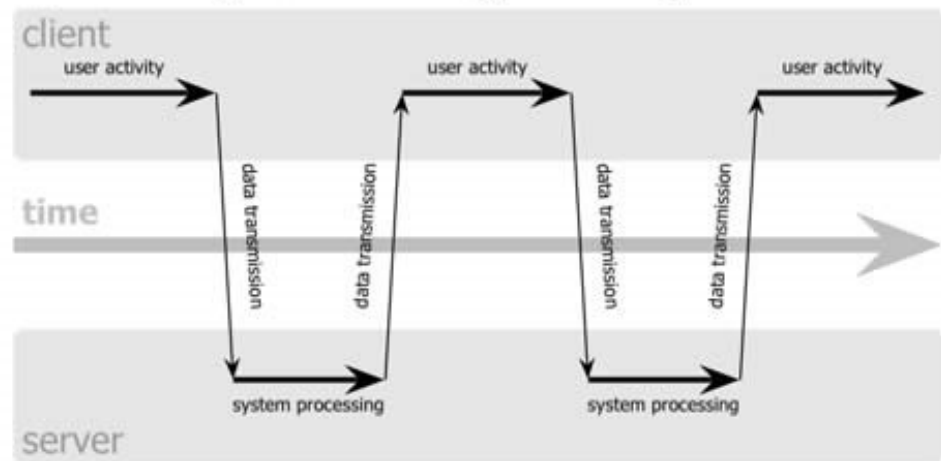 client
user activity
user activity
user activity
data transmission
data transmission
data transmission
data transmission
time
system processing
system processing
server